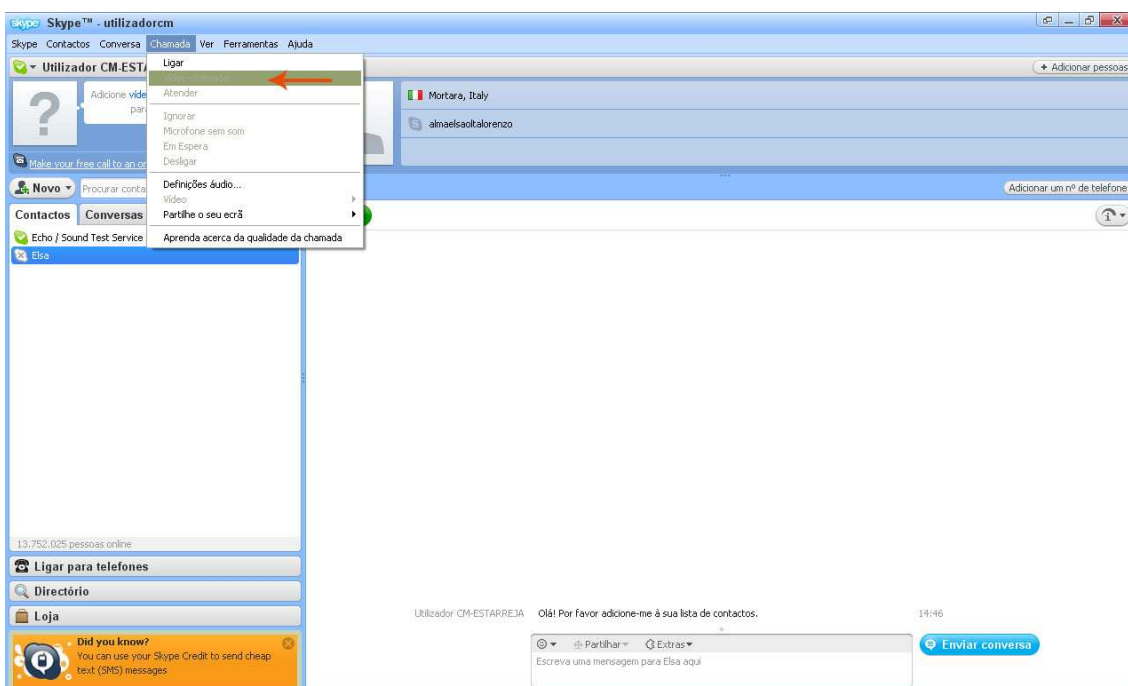 skype Skype™ - utilizadorcm
Skype Contactos Conversa Chamada Ver Ferramentas Ajuda
Utilizador CM-ESTA
+ Adicionar pessoas
Ligar
Videochamada
Atender
Ignorar
Microfone sem som
Em Espera
Desligar
Definições áudio...
Vídeo
Partilhe o seu ecrã
Aprenda acerca da qualidade da chamada
Adicione víde
par
Mortara, Italy
almaelsaoltalorenzo
Make your free call to an or
Novo
Procurar conta
Adicionar um nº de telefone
Contactos Conversas
Echo / Sound Test Service
Elsa
13.752.025 pessoas online
Ligar para telefones
Directório
Loja
Did you know?
You can use your Skype Credit to send cheap
text (SMS) messages
Utilizador CM-ESTARREJA Olá! Por favor adicione-me à sua lista de contactos. 14:46
Partilhar Extras
Escreva uma mensagem para Elsa aqui
Enviar conversa